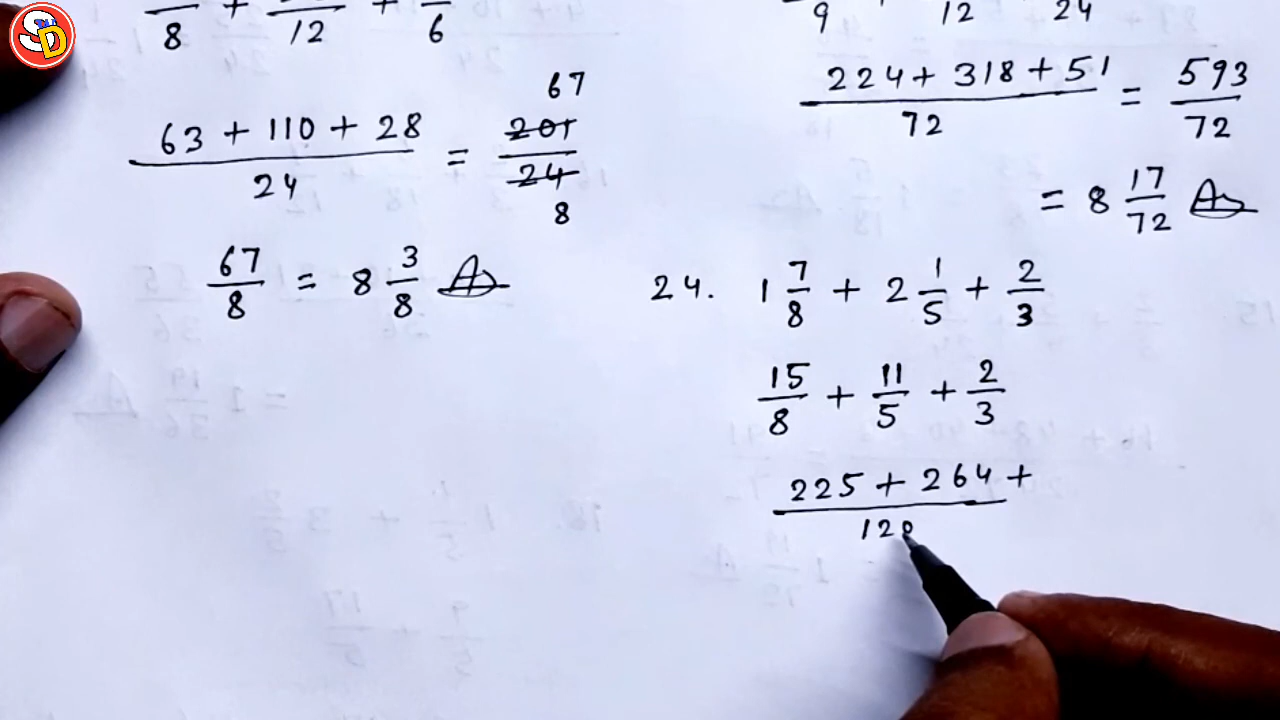 SD
8 + 12 + 6
63 + 110 + 28 / 24 = 201 / 24
67
8
67/8 = 8 3/8 A
9 12 24
224 + 318 + 51 / 72 = 593 / 72
= 8 17/72 A
24. 1 7/8 + 2 1/5 + 2/3
15/8 + 11/5 + 2/3
225 + 264 + / 120